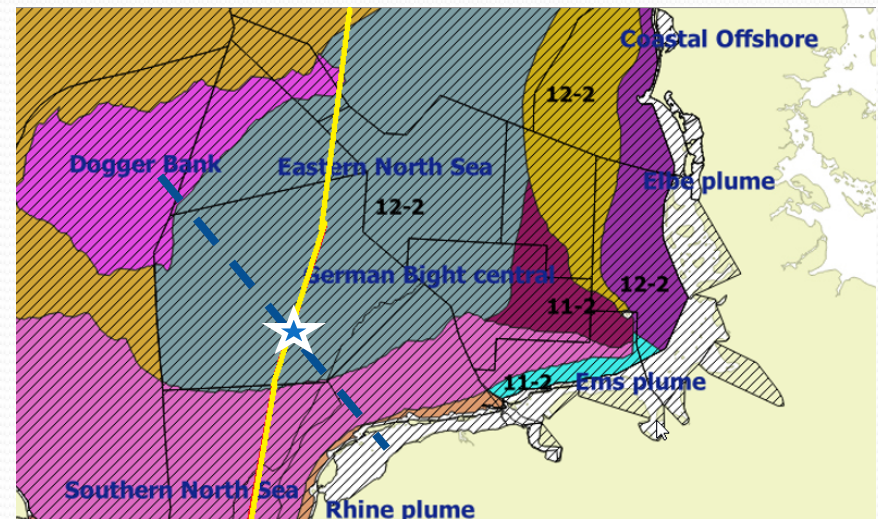 Coastal Offshore
12-2
Dogger Bank
Eastern North Sea
Elbe plume
12-2
German Bight central
12-2
11-2
11-2
Ems plume
Southern North Sea
Rhine plume